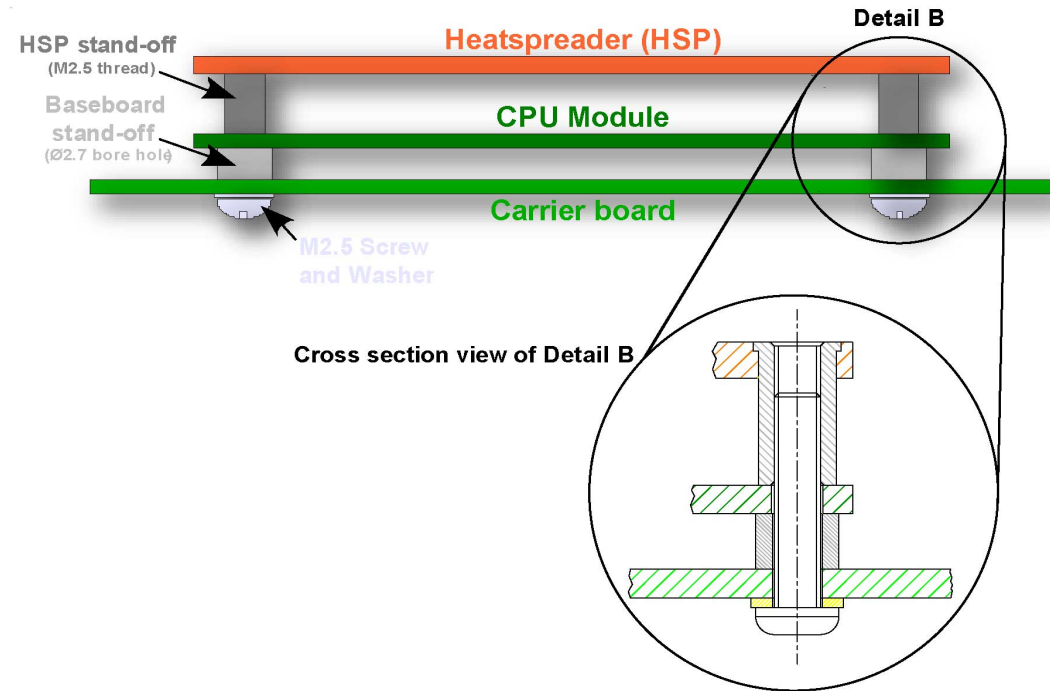 Detail B
Heatspreader (HSP)
HSP stand-off
(M2.5 thread)
Baseboard
stand-off
(Ø2.7 bore hole)
CPU Module
Carrier board
M2.5 Screw
and Washer
Cross section view of Detail B